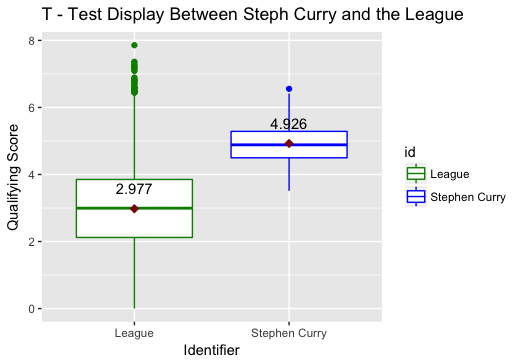 T - Test Display Between Steph Curry and the League
Qualifying Score
8
6
4
2
0
2.977
4.926
League
Stephen Curry
Identifier
id
League
Stephen Curry